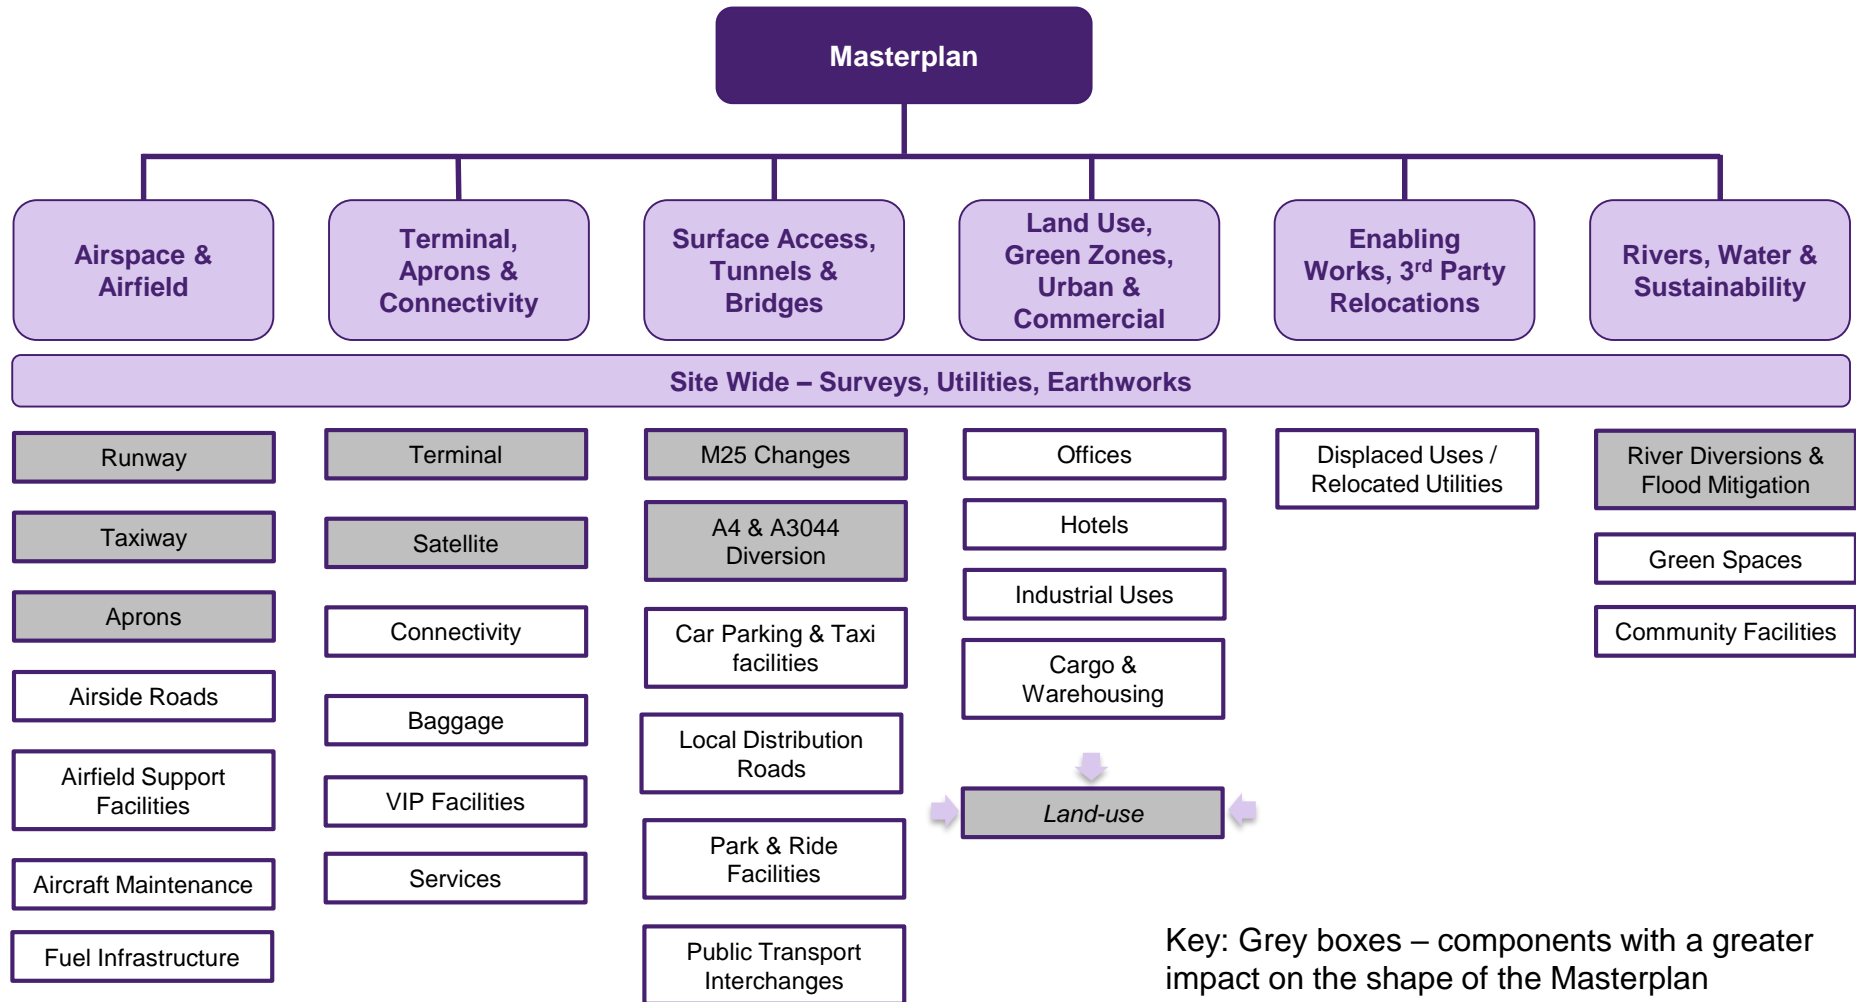 Masterplan
Airspace &
Airfield
Terminal,
Aprons &
Connectivity
Surface Access,
Tunnels &
Bridges
Land Use,
Green Zones,
Urban &
Commercial
Enabling
Works, 3rd Party
Relocations
Rivers, Water &
Sustainability
Site Wide – Surveys, Utilities, Earthworks
Runway
Taxiway
Aprons
Airside Roads
Airfield Support
Facilities
Aircraft Maintenance
Fuel Infrastructure
Terminal
Satellite
Connectivity
Baggage
VIP Facilities
Services
M25 Changes
A4 & A3044
Diversion
Car Parking & Taxi
facilities
Local Distribution
Roads
Park & Ride
Facilities
Public Transport
Interchanges
Offices
Hotels
Industrial Uses
Cargo &
Warehousing
Land-use
Displaced Uses /
Relocated Utilities
River Diversions &
Flood Mitigation
Green Spaces
Community Facilities
Key: Grey boxes – components with a greater
impact on the shape of the Masterplan